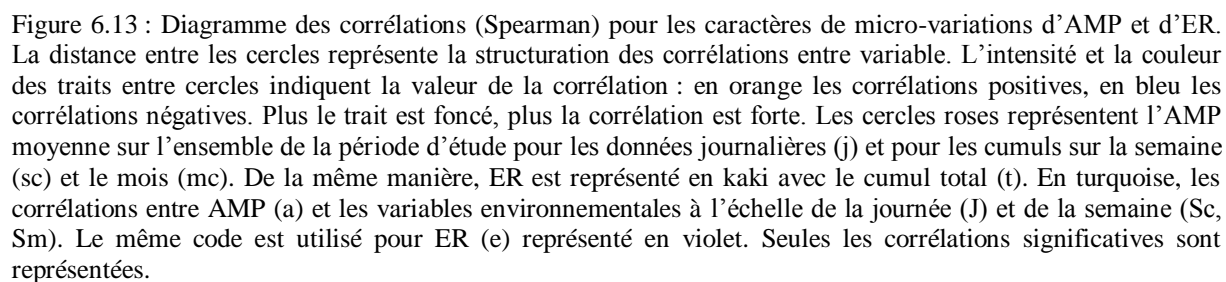 Figure 6.13 : Diagramme des corrélations (Spearman) pour les caractères de micro-variations d’AMP et d’ER.
La distance entre les cercles représente la structuration des corrélations entre variable. L’intensité et la couleur
des traits entre cercles indiquent la valeur de la corrélation : en orange les corrélations positives, en bleu les
corrélations négatives. Plus le trait est foncé, plus la corrélation est forte. Les cercles roses représentent l’AMP
moyenne sur l’ensemble de la période d’étude pour les données journalières (j) et pour les cumuls sur la semaine
(sc) et le mois (mc). De la même manière, ER est représenté en kaki avec le cumul total (t). En turquoise, les
corrélations entre AMP (a) et les variables environnementales à l’échelle de la journée (J) et de la semaine (Sc,
Sm). Le même code est utilisé pour ER (e) représenté en violet. Seules les corrélations significatives sont
représentées.